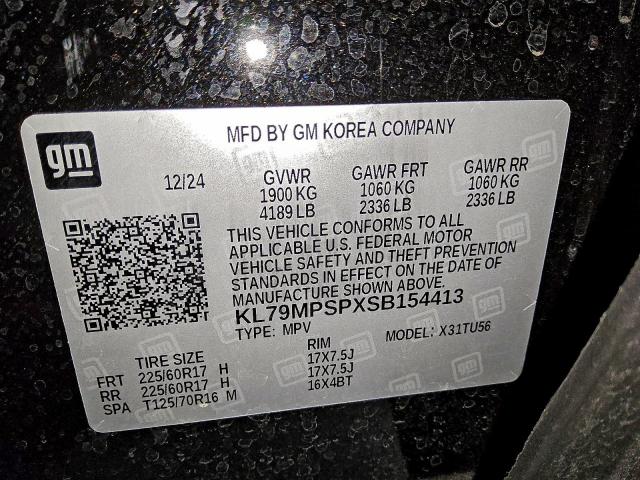 gm
MFD BY GM KOREA COMPANY
12/24 GVWR GAWR FRT GAWR RR
1900 KG 1060 KG 1060 KG
4189 LB 2336 LB 2336 LB
THIS VEHICLE CONFORMS TO ALL
APPLICABLE U.S. FEDERAL MOTOR
VEHICLE SAFETY AND THEFT PREVENTION
STANDARDS IN EFFECT ON THE DATE OF
MANUFACTURE SHOWN ABOVE.
KL79MPSPXSB154413
TYPE: MPV MODEL: X31TU56
TIRE SIZE RIM
FRT 225/60R17 H 17X7.5J
RR 225/60R17 H 17X7.5J
SPA T125/70R16 M 16X4BT